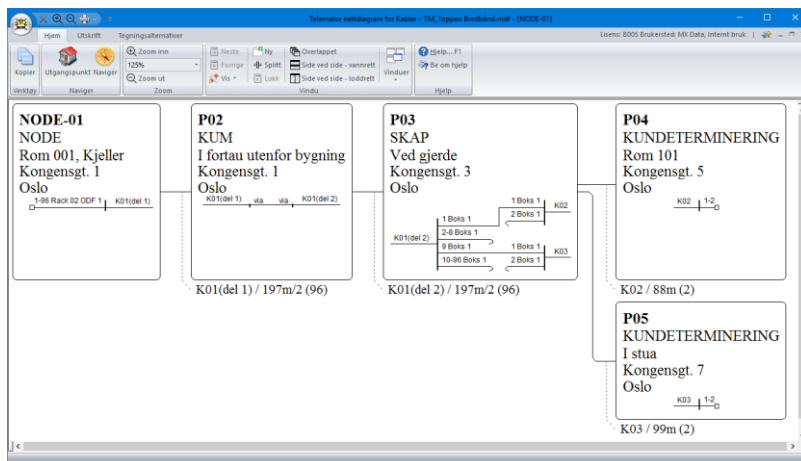 Telemator nettdiagram for Kabler - TM_Toppen Bredbånd.mdf - [NODE-01]
Hjem Utskrift Tegningsalternativer
Lisens: B005 Brukersted: MX Data, Internt bruk
Kopier
Utgangspunkt Naviger
Zoom inn
125%
Zoom ut
Neste
Forrige
Vis
Ny
Splitt
Lukk
Overlappet
Side ved side - vannrett
Side ved side - loddrett
Vinduer
Hjelp... F1
Be om hjelp
Verktøy Naviger Zoom Vindu Hjelp
NODE-01
NODE
Rom 001, Kjeller
Kongensgt. 1
Oslo
1-96 Rack 02 ODF 1 K01(del 1)
P02
KUM
I fortau utenfor bygning
Kongensgt. 1
Oslo
K01(del 1) via via K01(del 2)
P03
SKAP
Ved gjerde
Kongensgt. 3
Oslo
K01(del 2)
1 Boks 1
2-8 Boks 1
9 Boks 1
10-96 Boks 1
1 Boks 1
2 Boks 1
K02
1 Boks 1
2 Boks 1
K03
P04
KUNDETERMINERING
Rom 101
Kongensgt. 5
Oslo
K02 1-2
K01(del 1) / 197m/2 (96)
K01(del 2) / 197m/2 (96)
K02 / 88m (2)
P05
KUNDETERMINERING
I stua
Kongensgt. 7
Oslo
K03 1-2
K03 / 99m (2)